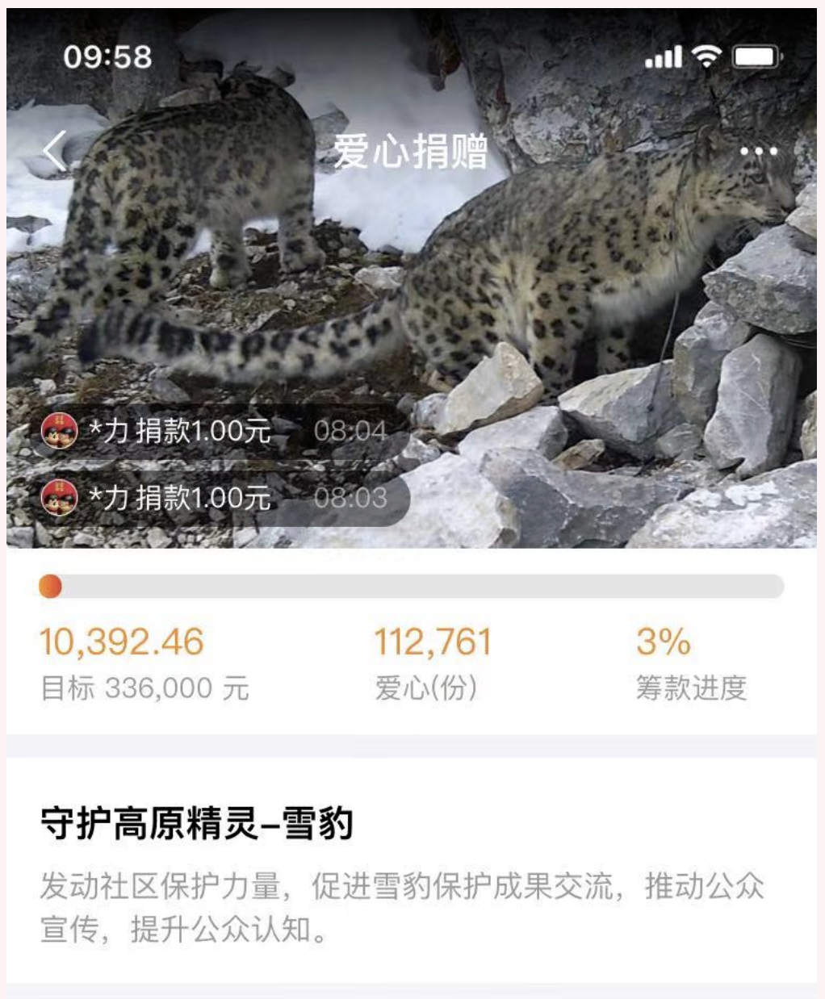 09:58
爱心捐赠
*力 捐款1.00元 08:04
*力 捐款1.00元 08:03
10,392.46 112,761 3%
目标 336,000 元 爱心(份) 筹款进度
守护高原精灵-雪豹
发动社区保护力量，促进雪豹保护成果交流，推动公众
宣传，提升公众认知。